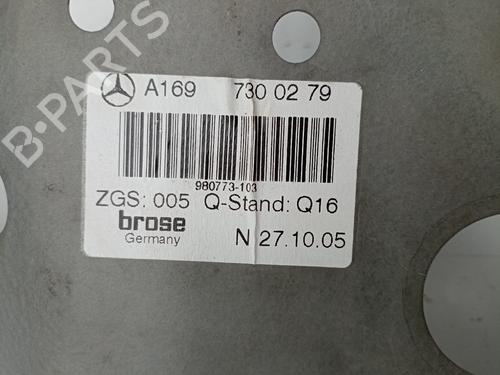 A169 730 02 79
980773-103
ZGS: 005 Q-Stand: Q16
brose
Germany N 27.10.05
B-PARTS